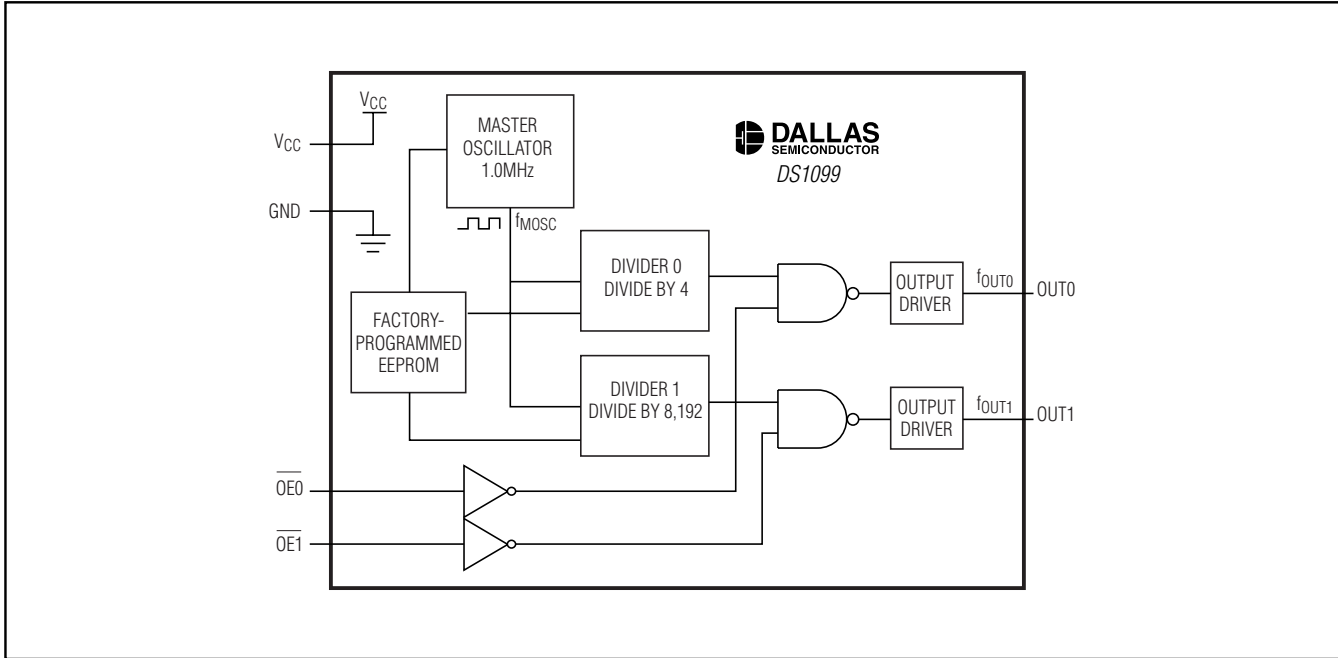 VCC
VCC
GND
MASTER
OSCILLATOR
1.0MHz
fMOSC
DALLAS
SEMICONDUCTOR
DS1099
FACTORY-
PROGRAMMED
EEPROM
DIVIDER 0
DIVIDE BY 4
DIVIDER 1
DIVIDE BY 8,192
OUTPUT
DRIVER
fOUT0
OUT0
OUTPUT
DRIVER
fOUT1
OUT1
OE0
OE1